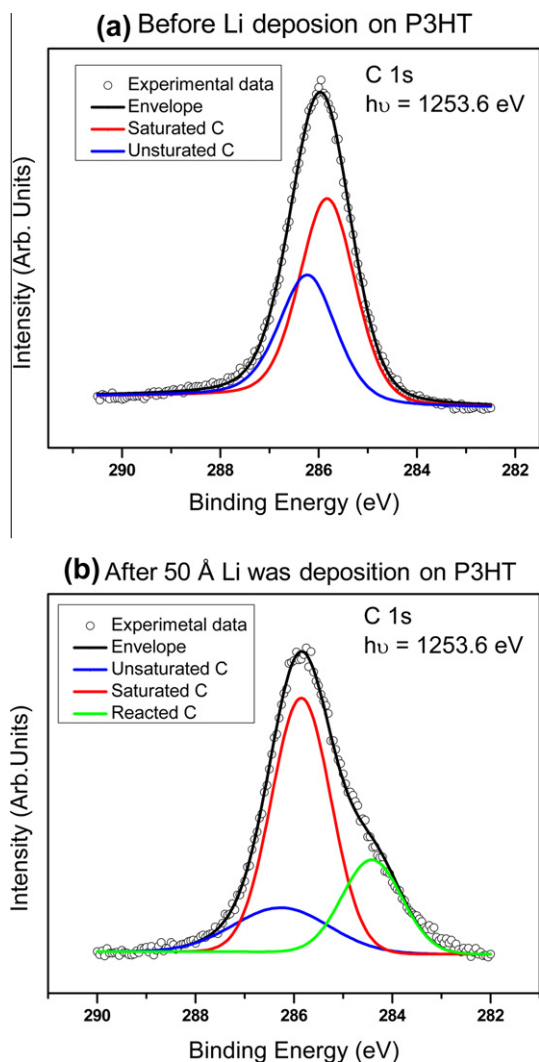 (a) Before Li deposion on P3HT
Experimental data
Envelope
Saturated C
Unsturated C
C 1s
hυ = 1253.6 eV
Intensity (Arb. Units)
290 288 286 284 282
Binding Energy (eV)
(b) After 50 Å Li was deposition on P3HT
Experimetal data
Envelope
Unsaturated C
Saturated C
Reacted C
C 1s
hυ = 1253.6 eV
Intensity (Arb.Units)
290 288 286 284 282
Binding Energy (eV)